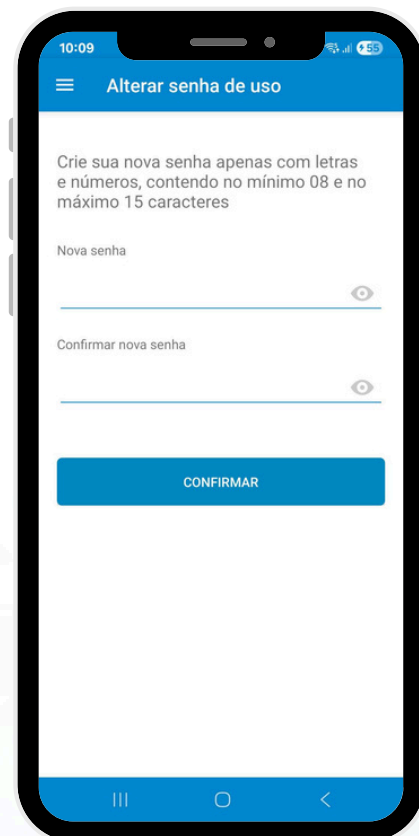 10:09
55
Alterar senha de uso
Crie sua nova senha apenas com letras
e números, contendo no mínimo 08 e no
máximo 15 caracteres
Nova senha
Confirmar nova senha
CONFIRMAR